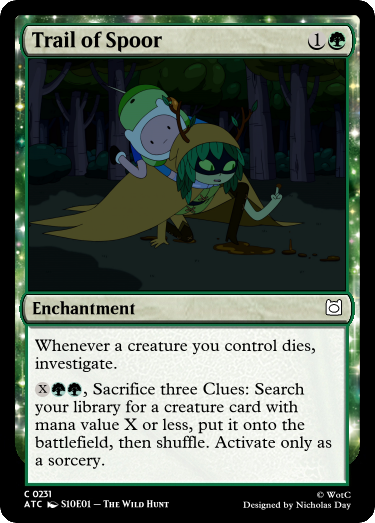 Trail of Spoor 1
Enchantment
Whenever a creature you control dies,
investigate.
X, Sacrifice three Clues: Search
your library for a creature card with
mana value X or less, put it onto the
battlefield, then shuffle. Activate only as
a sorcery.
C 0231
ATC S10E01 – The Wild Hunt
© WotC
Designed by Nicholas Day